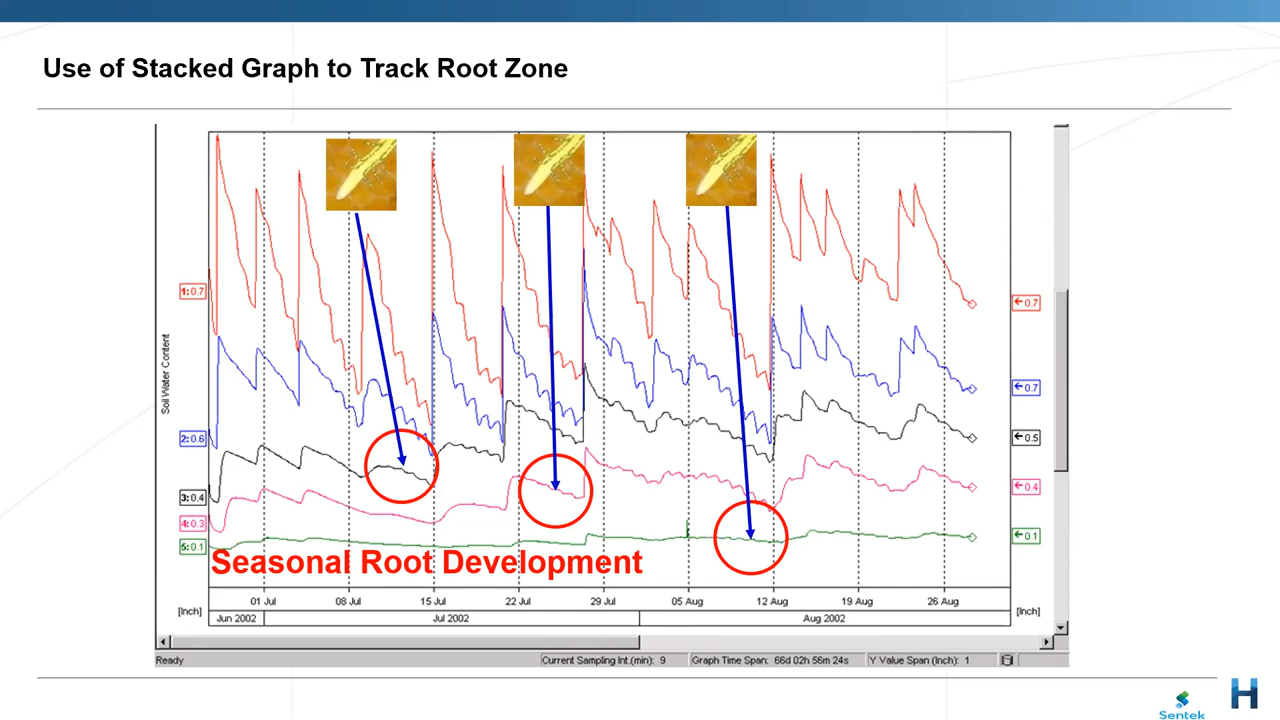 Use of Stacked Graph to Track Root Zone
Soil Water Content
1: 0.7
2: 0.6
3: 0.4
4: 0.3
5: 0.1
←0.7
←0.7
←0.5
←0.4
←0.1
Seasonal Root Development
[Inch]
01 Jul
08 Jul
15 Jul
22 Jul
29 Jul
05 Aug
12 Aug
19 Aug
26 Aug
[Inch]
Jun 2002
Jul 2002
Aug 2002
Ready
Current Sampling Int.(min): 9
Graph Time Span: 66d 02h 56m 24s
Y Value Span (Inch): 1
Sentek
H